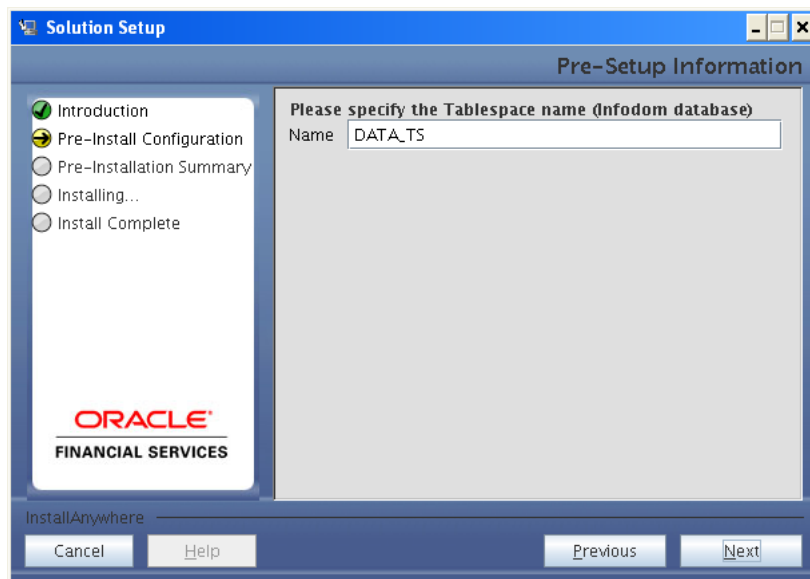 Solution Setup
Pre-Setup Information
Introduction
Pre-Install Configuration
Pre-Installation Summary
Installing...
Install Complete
ORACLE®
FINANCIAL SERVICES
Please specify the Tablespace name (Infodom database)
Name DATA_TS
InstallAnywhere
Cancel Help Previous Next